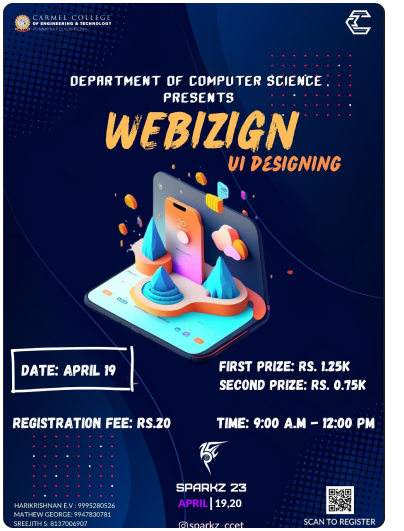 CARMEL COLLEGE
OF ENGINEERING & TECHNOLOGY
DEPARTMENT OF COMPUTER SCIENCE
PRESENTS
WEBIZIGN
UI DESIGNING
DATE: APRIL 19
FIRST PRIZE: RS. 1.25K
SECOND PRIZE: RS. 0.75K
REGISTRATION FEE: RS.20
TIME: 9:00 A.M – 12:00 PM
SPARKZ 23
APRIL 19,20
HARIKRISHNAN E.V : 9995280526
MATHEW GEORGE: 9947830781
SREEJITH S: 8137006907
@sparkz_ccet
SCAN TO REGISTER